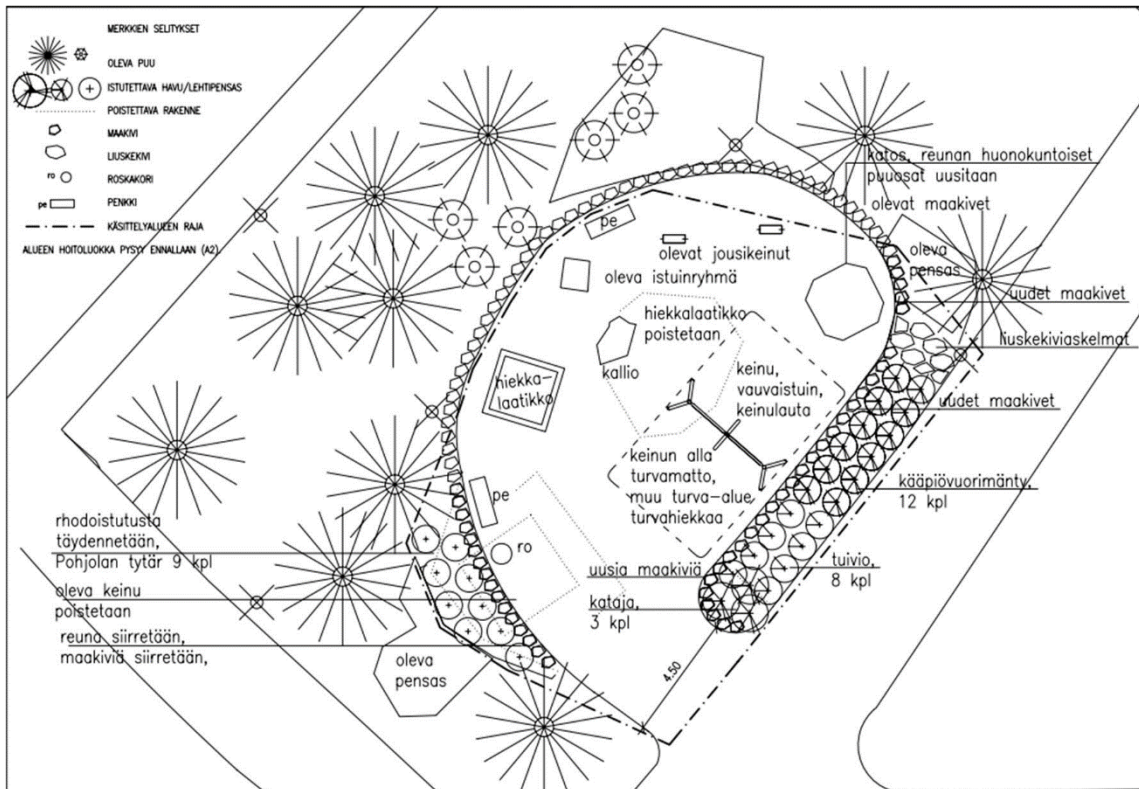 MERKKIEN SELITYKSET
OLEVA PUU
ISTUTETTAVA HAVU/LEHTIPENSAS
POISTETTAVA RAKENNE
MAAKIVI
LIUSKEKIVI
ro
ROSKAKORI
pe
PENKKI
KÄSITTELYALUEEN RAJA
ALUEEN HOITOLUOKKA PYSYY ENNALLAAN (A2)
katos, reunan huonokuntoiset
puuosat uusitaan
olevat maakivet
pe
olevat jousikeinut
oleva
pensas
oleva istuinryhmä
uudet maakivet
hiekkalaatikko
poistetaan
liuskekiviaskelmat
kallio
keinu,
vauvaistuin,
keinulauta
hiekka-
laatikko
uudet maakivet
keinun alla
turvamatto,
muu turva-alue
turvahiekkaa
kääpiövuorimänty,
12 kpl
pe
rhodoistutusta
täydennetään,
Pohjolan tytär 9 kpl
ro
tuivio,
8 kpl
uusia maakiviä
oleva keinu
poistetaan
kataja,
3 kpl
reuna siirretään,
maakiviä siirretään,
oleva
pensas
4.50